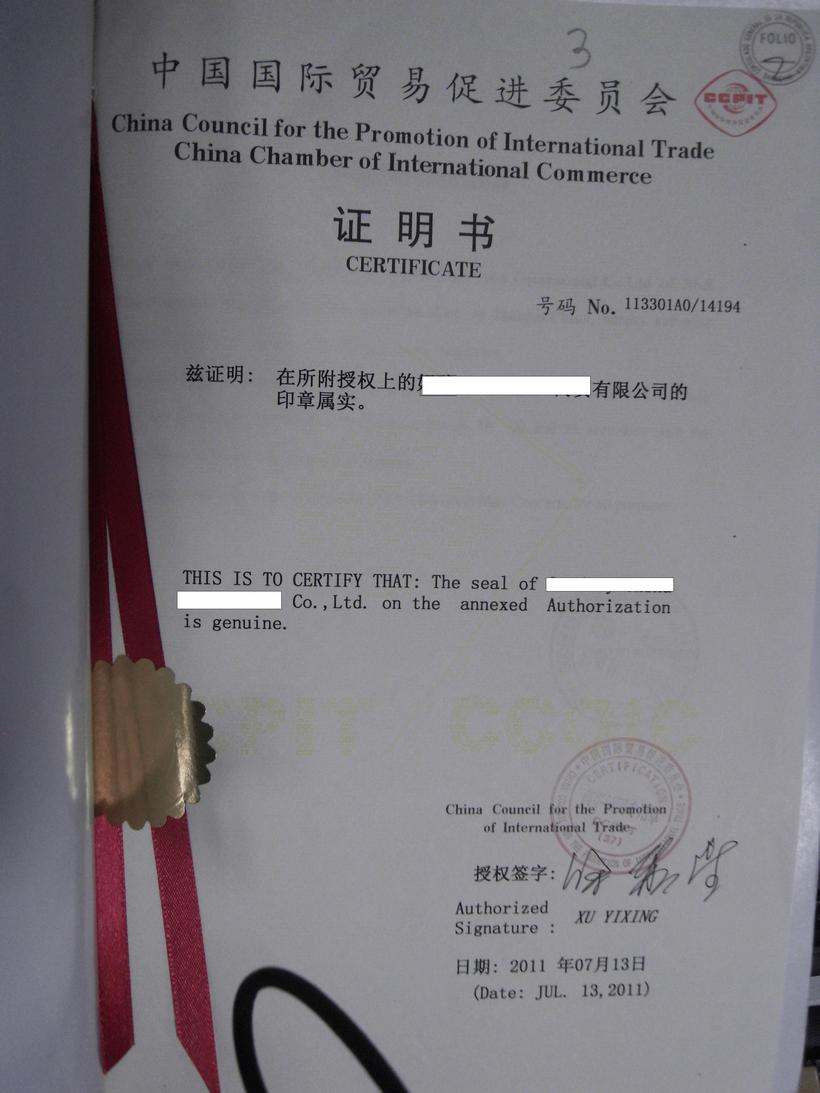 3
FOLIO
2
中国国际贸易促进委员会
CCPIT
China Council for the Promotion of International Trade
China Chamber of International Commerce
证明书
CERTIFICATE
号码 No. 113301A0/14194
兹证明: 在所附授权上的 有限公司的
印章属实。
THIS IS TO CERTIFY THAT: The seal of
Co.,Ltd. on the annexed Authorization
is genuine.
CCPIT / CCOIC
CERTIFICATION
(37)
China Council for the Promotion
of International Trade
授权签字:
Authorized
Signature : XU YIXING
日期: 2011 年07月13日
(Date: JUL. 13,2011)